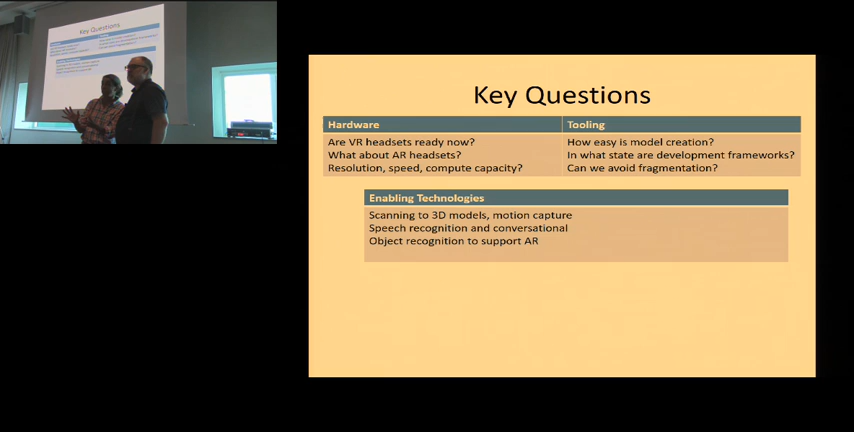 Key Questions
Key Questions
Hardware
Tooling
Are VR headsets ready now?
How easy is model creation?
What about AR headsets?
In what state are development frameworks?
Resolution, speed, compute capacity?
Can we avoid fragmentation?
Enabling Technologies
Scanning to 3D models, motion capture
Speech recognition and conversational
Object recognition to support AR